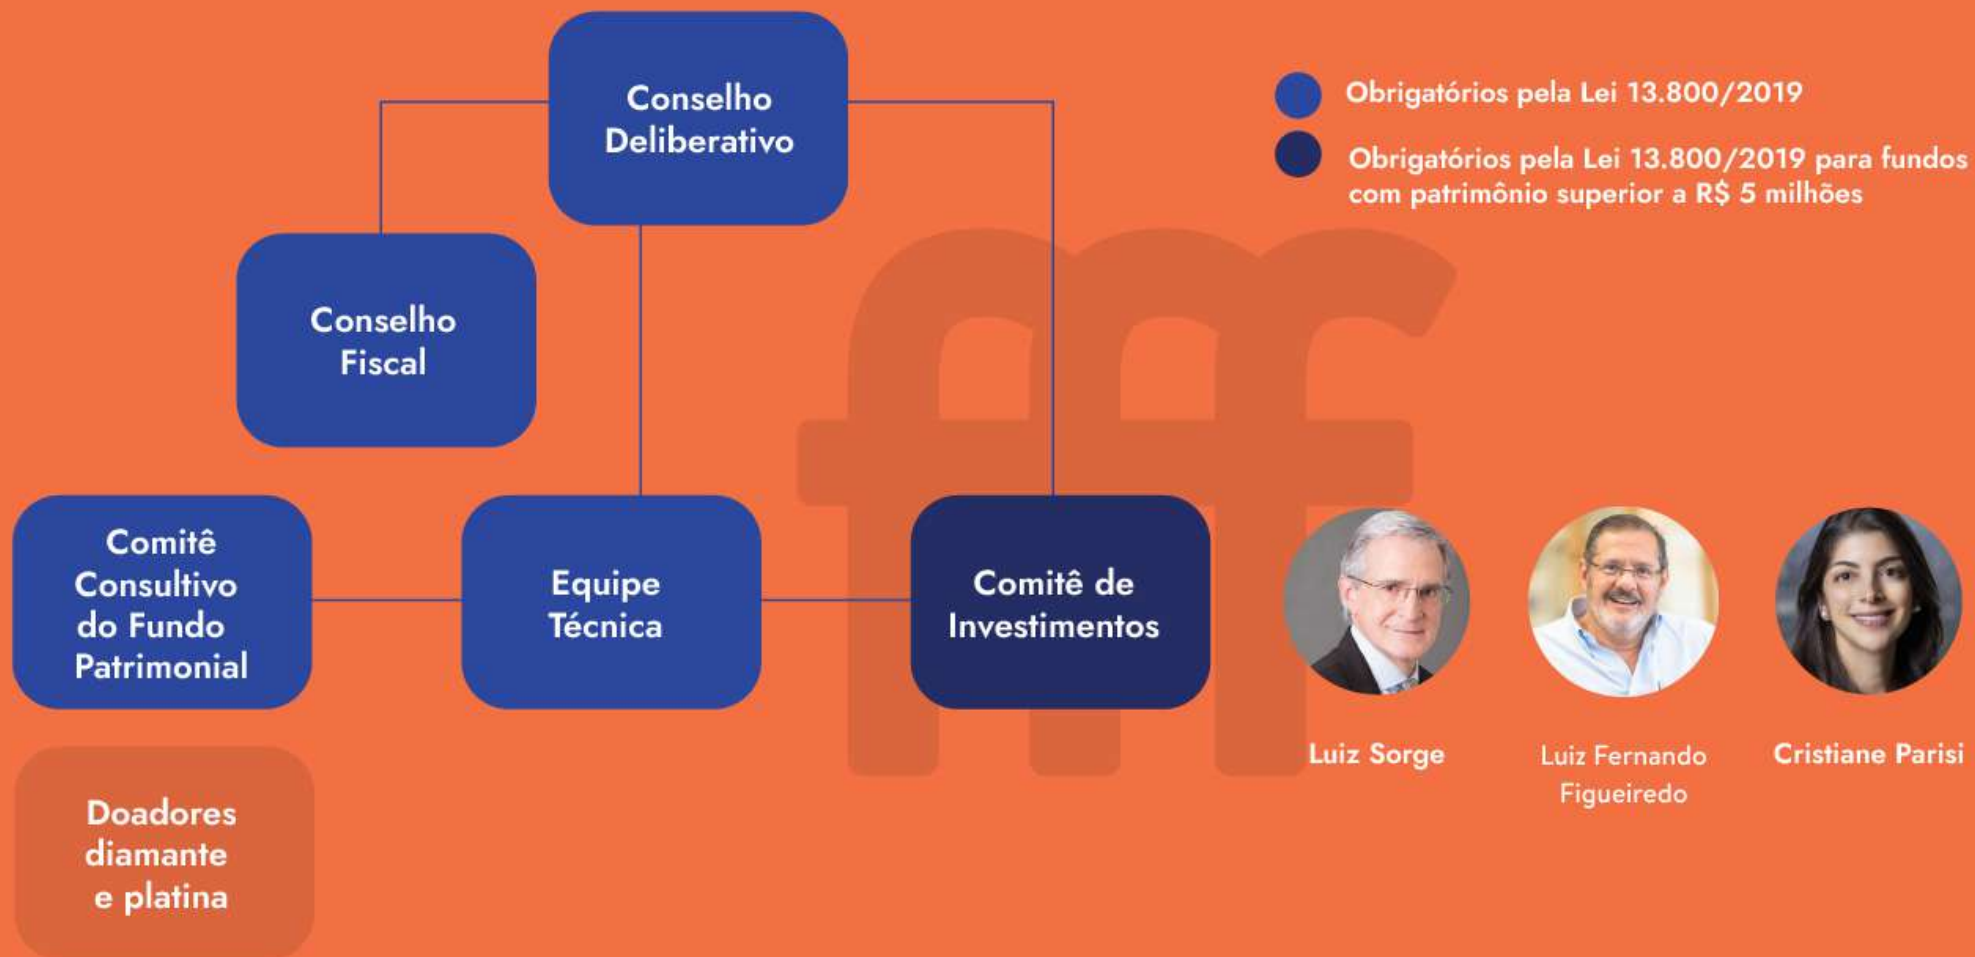 Conselho
Deliberativo
Obrigatórios pela Lei 13.800/2019
Obrigatórios pela Lei 13.800/2019 para fundos
com patrimônio superior a R$ 5 milhões
Conselho
Fiscal
Comitê
Consultivo
do Fundo
Patrimonial
Equipe
Técnica
Comitê de
Investimentos
Luiz Sorge
Luiz Fernando
Figueiredo
Cristiane Parisi
Doadores
diamante
e platina
fff